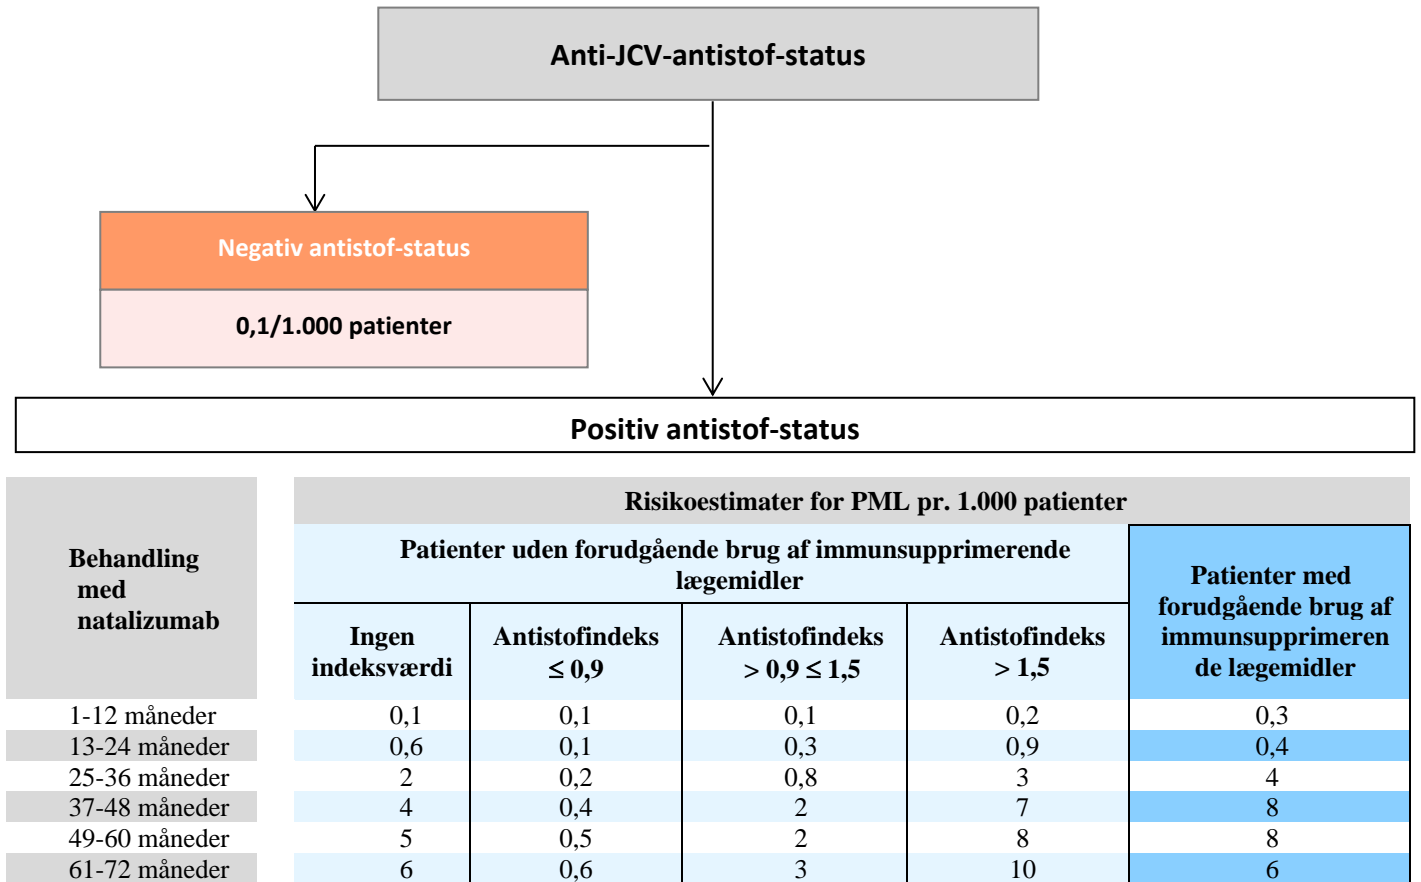 Anti-JCV-antistof-status
Negativ antistof-status
0,1/1.000 patienter
Positiv antistof-status
Behandling
med
natalizumab
Risikoestimater for PML pr. 1.000 patienter
Patienter uden forudgående brug af immunsupprimerende
lægemidler
Patienter med
forudgående brug af
immunsupprimeren
de lægemidler
Ingen
indeksværdi
Antistofindeks
≤ 0,9
Antistofindeks
> 0,9 ≤ 1,5
Antistofindeks
> 1,5
1-12 måneder 0,1 0,1 0,1 0,2 0,3
13-24 måneder 0,6 0,1 0,3 0,9 0,4
25-36 måneder 2 0,2 0,8 3 4
37-48 måneder 4 0,4 2 7 8
49-60 måneder 5 0,5 2 8 8
61-72 måneder 6 0,6 3 10 6